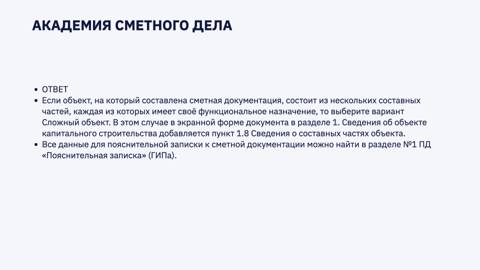 АКАДЕМИЯ СМЕТНОГО ДЕЛА
• ОТВЕТ
• Если объект, на который составлена сметная документация, состоит из нескольких составных
частей, каждая из которых имеет своё функциональное назначение, то выберите вариант
Сложный объект. В этом случае в экранной форме документа в разделе 1. Сведения об объекте
капитального строительства добавляется пункт 1.8 Сведения о составных частях объекта.
• Все данные для пояснительной записки к сметной документации можно найти в разделе №1 ПД
«Пояснительная записка» (ГИПа).